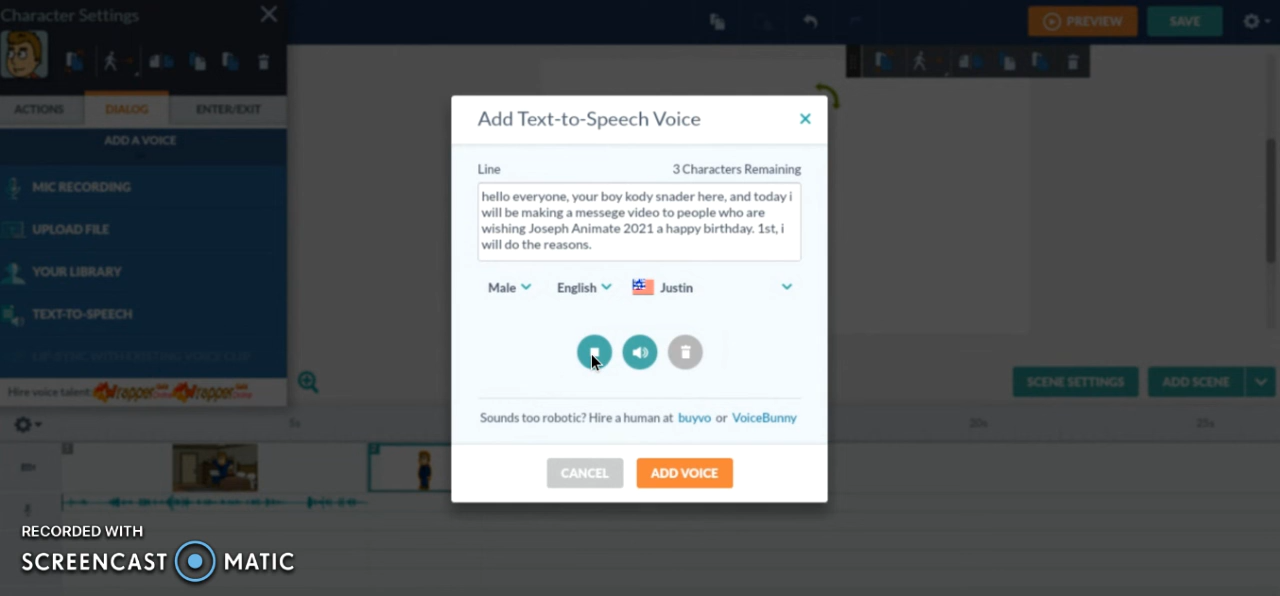 Character Settings
PREVIEW
SAVE
ACTIONS
DIALOG
ENTER/EXIT
ADD A VOICE
MIC RECORDING
UPLOAD FILE
YOUR LIBRARY
TEXT-TO-SPEECH
Hire voice talent:
Add Text-to-Speech Voice
Line
3 Characters Remaining
hello everyone, your boy kody snader here, and today i
will be making a messege video to people who are
wishing Joseph Animate 2021 a happy birthday. 1st, i
will do the reasons.
Male
English
Justin
Sounds too robotic? Hire a human at buyvo or VoiceBunny
CANCEL
ADD VOICE
SCENE SETTINGS
ADD SCENE
5s
20s
25s
RECORDED WITH
SCREENCAST MATIC